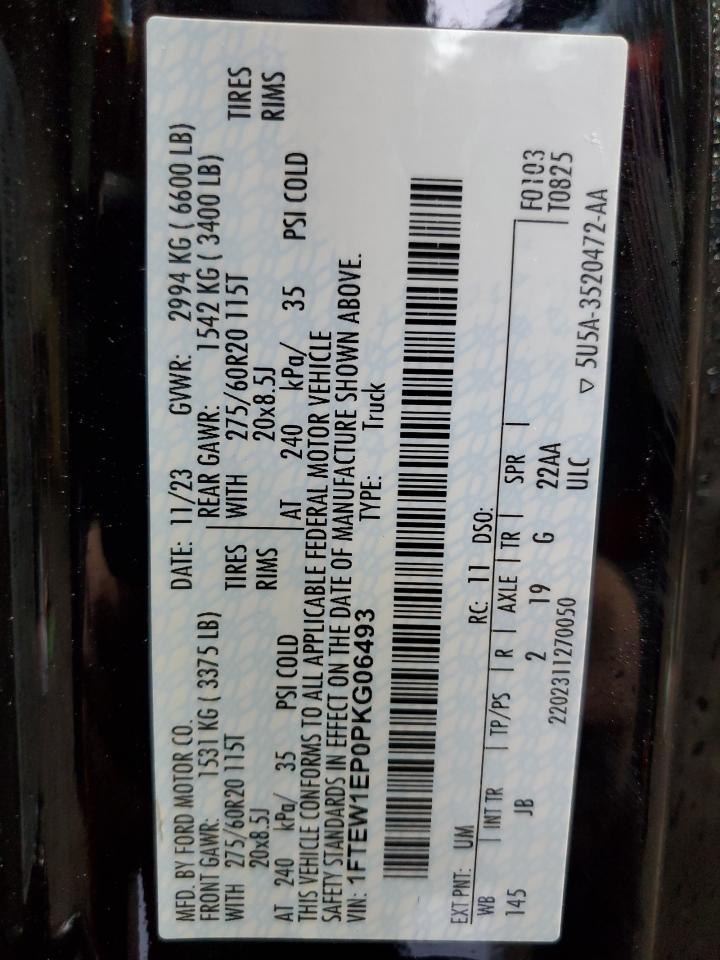 MFD. BY FORD MOTOR CO. DATE: 11/23 GVWR: 2994 KG ( 6600 LB)
FRONT GAWR: 1531 KG ( 3375 LB) REAR GAWR: 1542 KG ( 3400 LB)
WITH 275/60R20 115T TIRES WITH 275/60R20 115T TIRES
20x8.5J RIMS 20x8.5J RIMS
AT 240 kPa/ 35 PSI COLD AT 240 kPa/ 35 PSI COLD
THIS VEHICLE CONFORMS TO ALL APPLICABLE FEDERAL MOTOR VEHICLE
SAFETY STANDARDS IN EFFECT ON THE DATE OF MANUFACTURE SHOWN ABOVE.
VIN: 1FTEW1EP0PKG06493 TYPE: Truck
EXT PNT: UM RC: 11 DSO:
WB INT TR TP/PS R AXLE TR SPR F0103
145 JB 2 19 G 22AA T0825
2202311270050 ULC ▽ 5U5A-3520472-AA